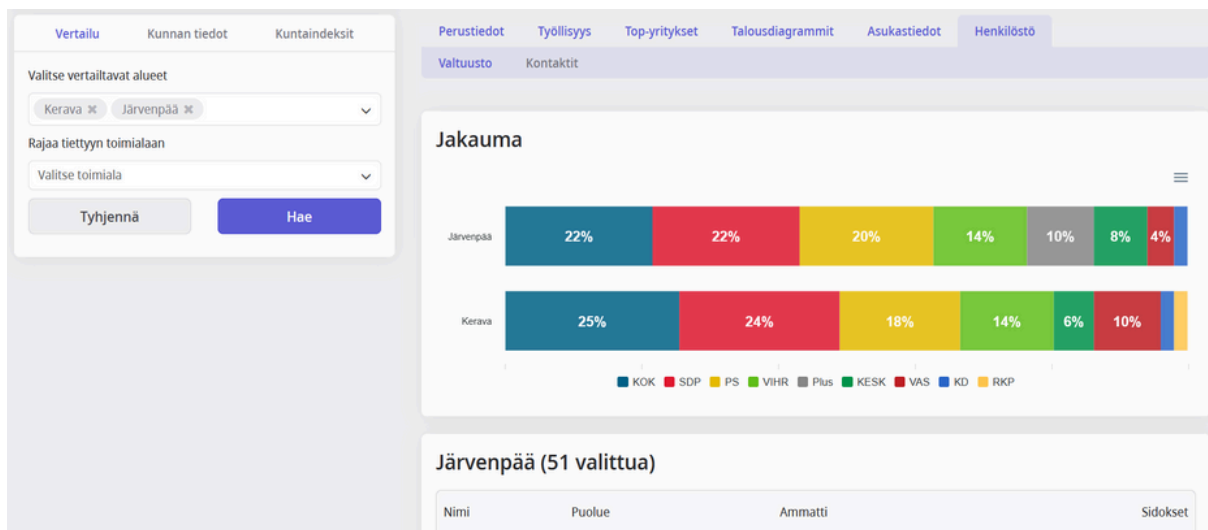 Vertailu Kunnan tiedot Kuntaindeksit
Valitse vertailtavat alueet
Kerava ✖ Järvenpää ✖
Rajaa tiettyyn toimialaan
Valitse toimiala
Tyhjennä Hae
Perustiedot Työllisyys Top-yritykset Talousdiagrammit Asukastiedot Henkilöstö
Valtuusto Kontaktit
Jakauma
Järvenpää 22% 22% 20% 14% 10% 8% 4%
Kerava 25% 24% 18% 14% 6% 10%
KOK SDP PS VIHR Plus KESK VAS KD RKP
Järvenpää (51 valittua)
Nimi Puolue Ammatti Sidokset